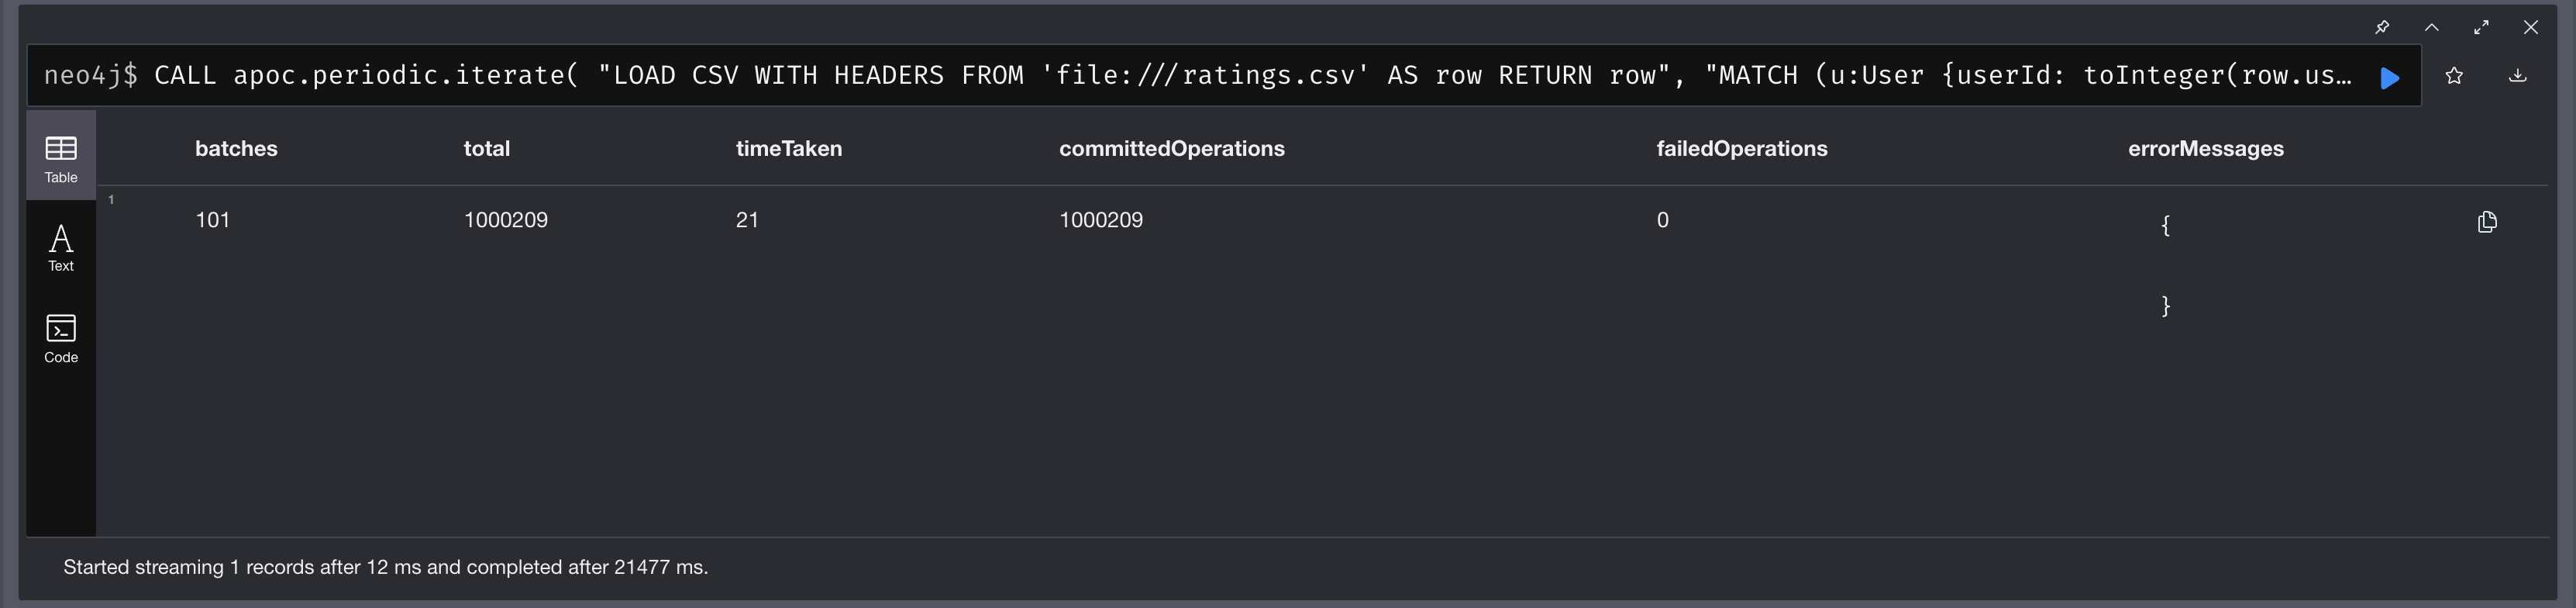 neo4j$ CALL apoc.periodic.iterate( "LOAD CSV WITH HEADERS FROM 'file:///ratings.csv' AS row RETURN row", "MATCH (u:User {userId: toInteger(row.us…
Table
Text
Code
batches total timeTaken committedOperations failedOperations errorMessages
1
101 1000209 21 1000209 0 {
}
Started streaming 1 records after 12 ms and completed after 21477 ms.